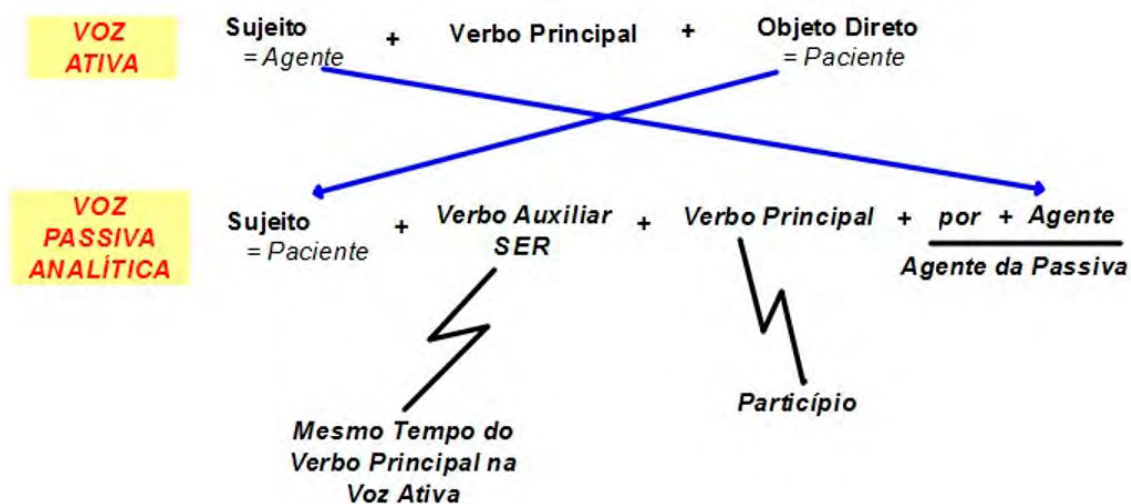 VOZ
ATIVA
Sujeito + Verbo Principal + Objeto Direto
= Agente = Paciente
VOZ
PASSIVA
ANALÍTICA
Sujeito + Verbo Auxiliar + Verbo Principal + por + Agente
= Paciente SER Agente da Passiva
Particípio
Mesmo Tempo do
Verbo Principal na
Voz Ativa